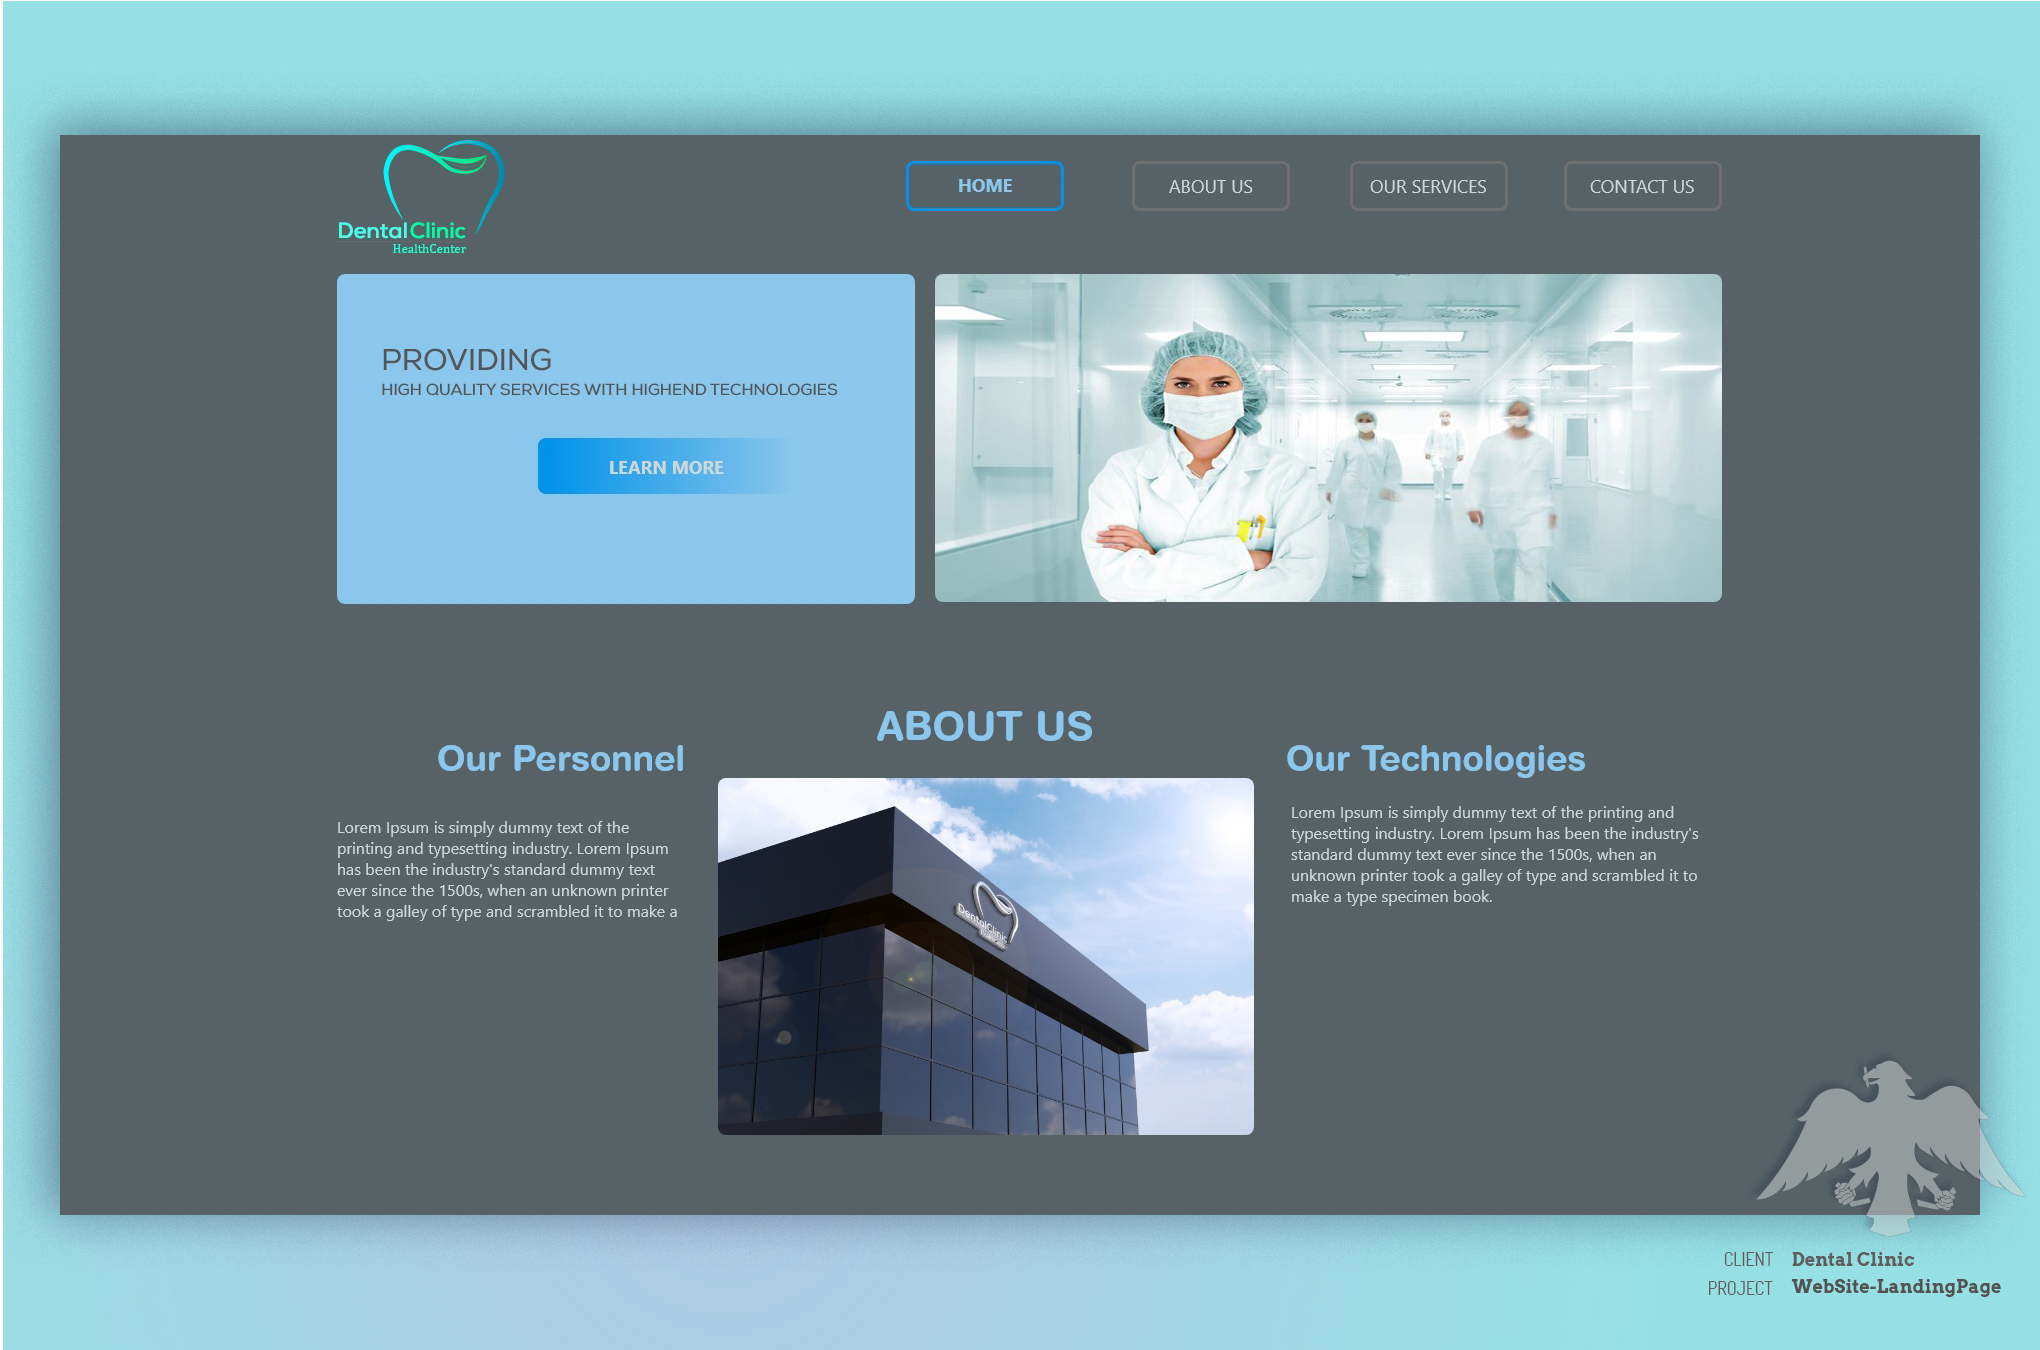 DentalClinic
HealthCenter
HOME
ABOUT US
OUR SERVICES
CONTACT US
PROVIDING
HIGH QUALITY SERVICES WITH HIGHEND TECHNOLOGIES
LEARN MORE
ABOUT US
Our Personnel
Lorem Ipsum is simply dummy text of the
printing and typesetting industry. Lorem Ipsum
has been the industry's standard dummy text
ever since the 1500s, when an unknown printer
took a galley of type and scrambled it to make a
DentalClinic
Our Technologies
Lorem Ipsum is simply dummy text of the printing and
typesetting industry. Lorem Ipsum has been the industry's
standard dummy text ever since the 1500s, when an
unknown printer took a galley of type and scrambled it to
make a type specimen book.
CLIENT Dental Clinic
PROJECT WebSite-LandingPage